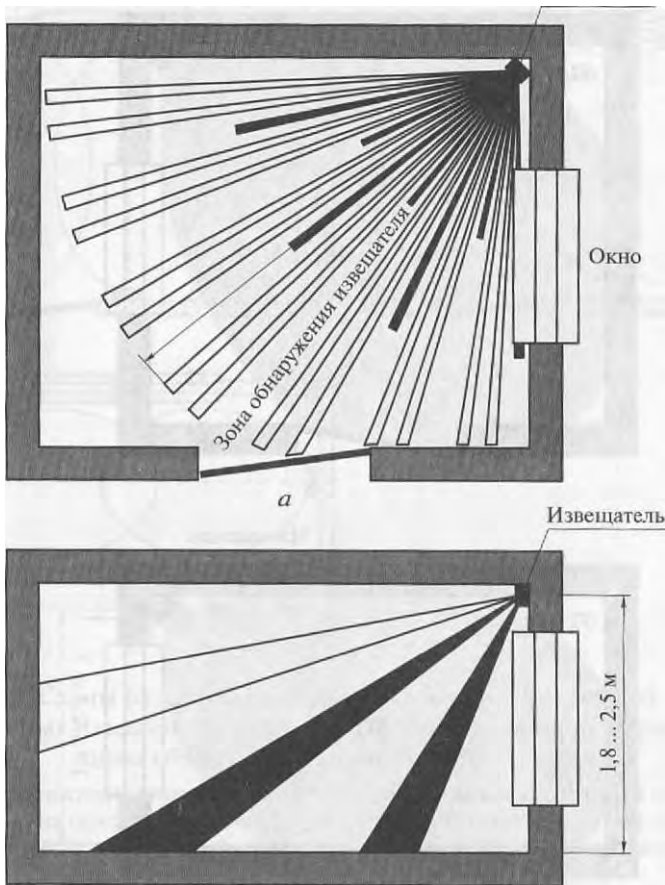 Окно
Зона обнаружения извещателя
а
Извещатель
1,8 ... 2,5 м